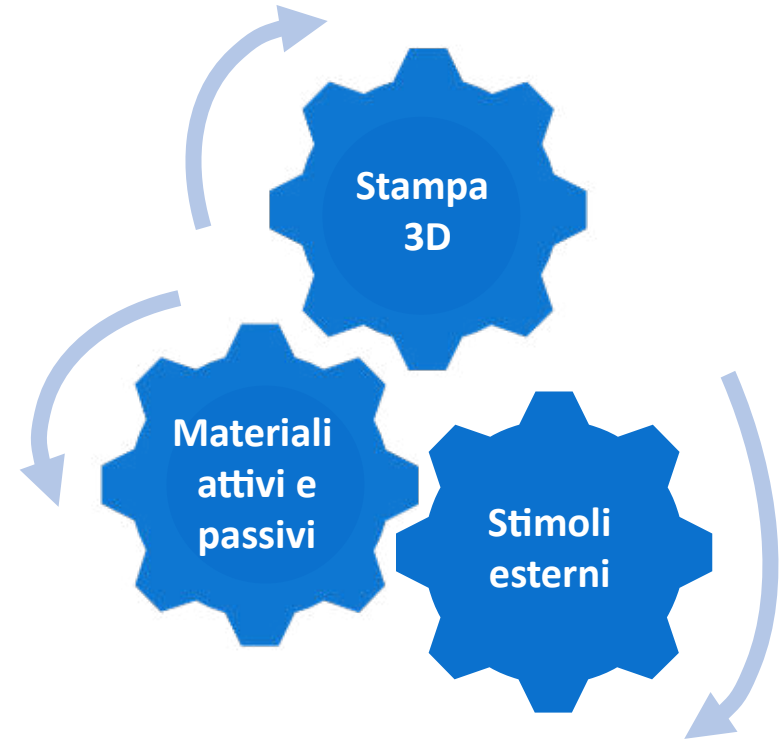 Stampa
3D
Materiali
attivi e
passivi
Stimoli
esterni